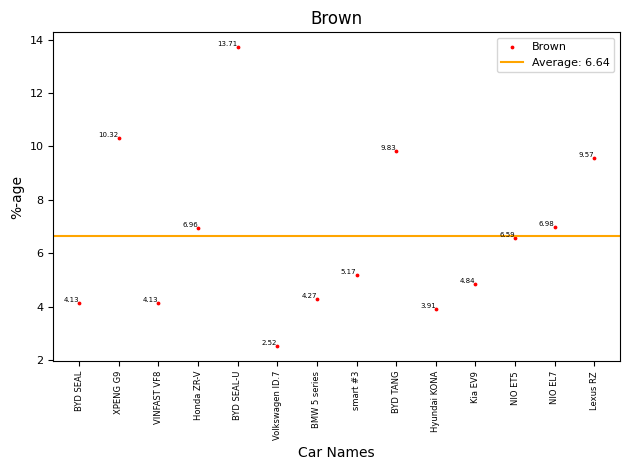 Brown
14
12
10
8
6
4
2
%-age
13.71
10.32
9.83
9.57
6.96
6.98
6.59
5.17
4.84
4.27
4.13
4.13
3.91
2.52
Brown
Average: 6.64
BYD SEAL
XPENG G9
VINFAST VF8
Honda ZR-V
BYD SEAL-U
Volkswagen ID.7
BMW 5 series
smart #3
BYD TANG
Hyundai KONA
Kia EV9
NIO ET5
NIO EL7
Lexus RZ
Car Names